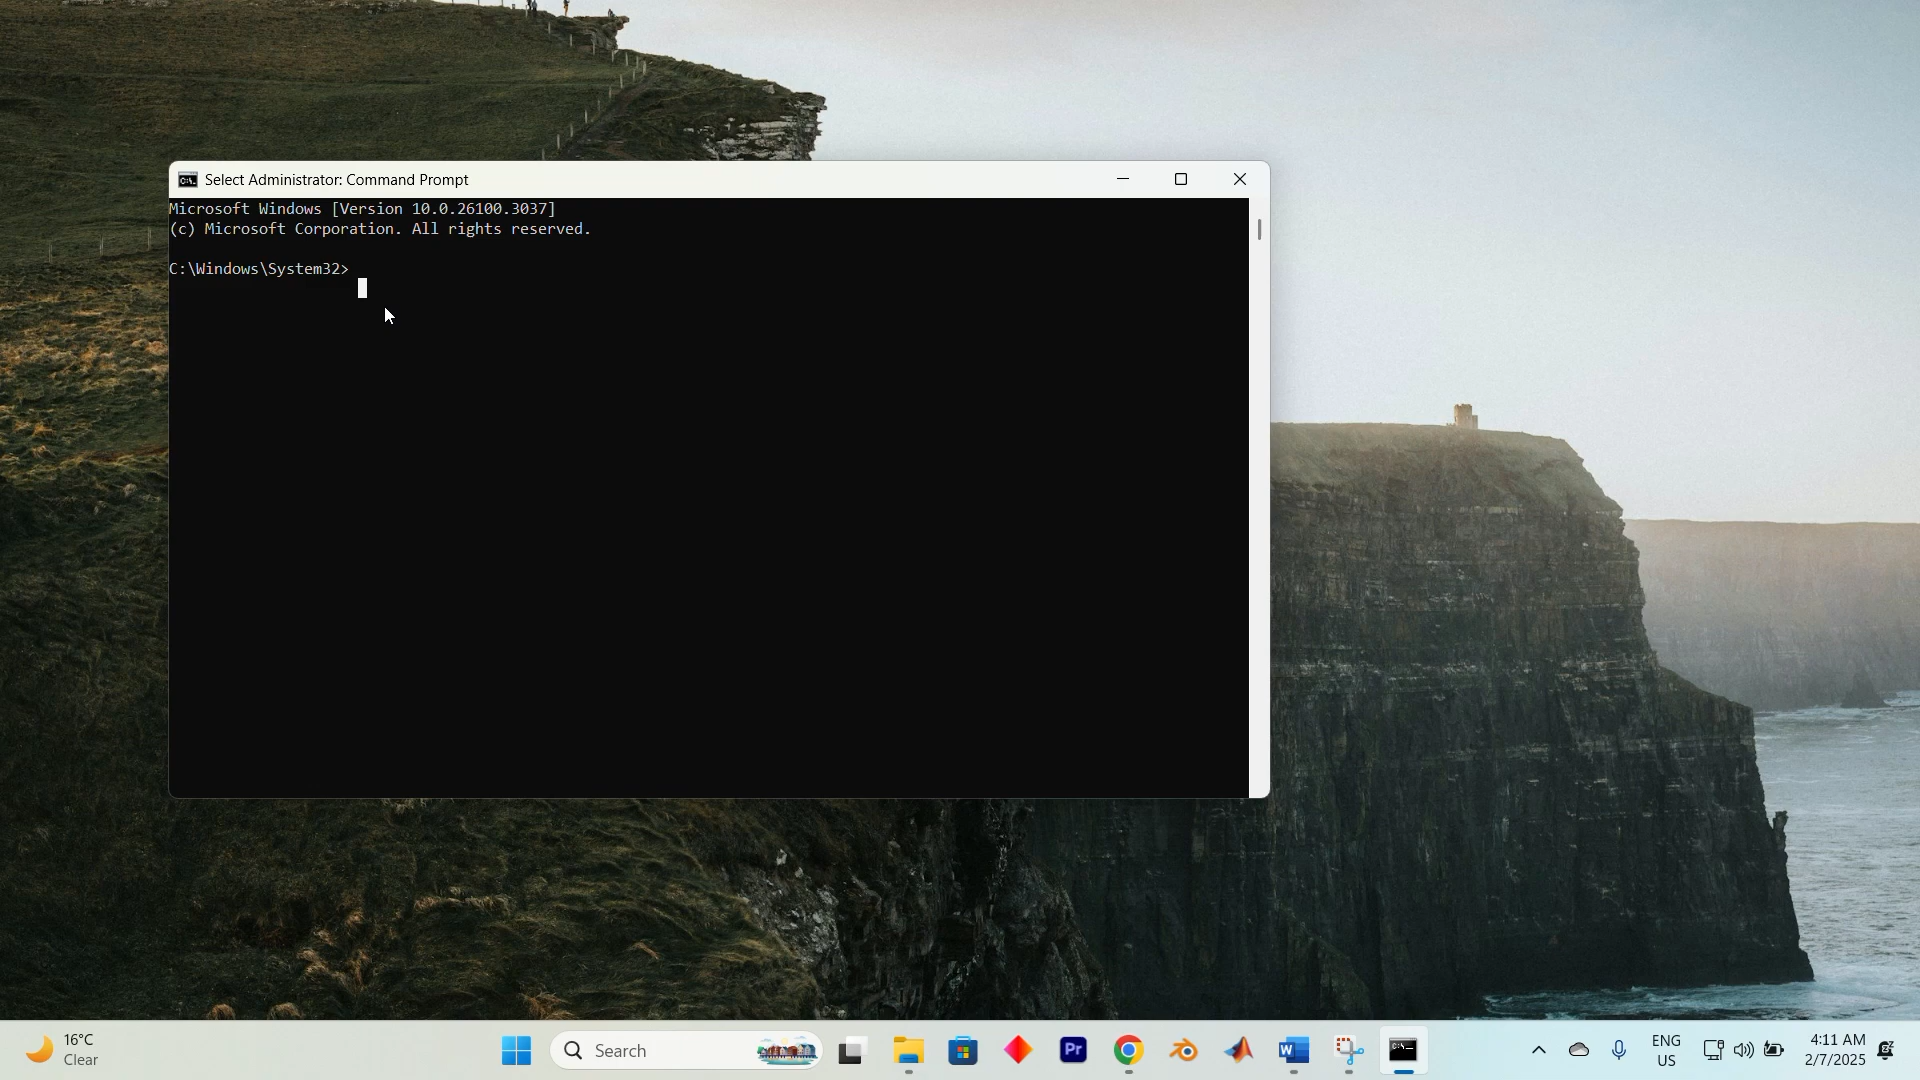 Select Administrator: Command Prompt
Microsoft Windows [Version 10.0.26100.3037]
(c) Microsoft Corporation. All rights reserved.
C:\Windows\System32>
16°C
Clear
Search
Pr
W
ENG
US
4:11 AM
2/7/2025